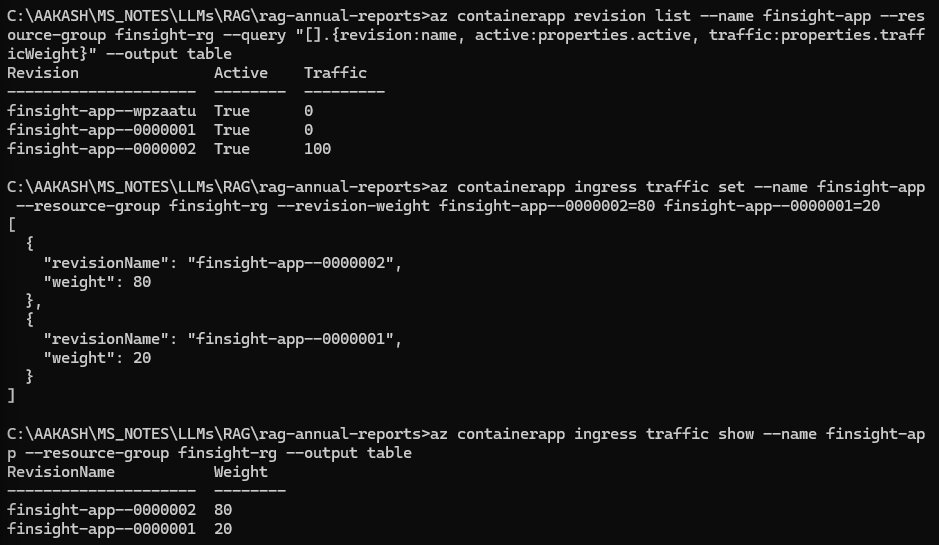 C:\AAKASH\MS_NOTES\LLMs\RAG\rag-annual-reports>az containerapp revision list --name finsight-app --res
ource-group finsight-rg --query "[].{revision:name, active:properties.active, traffic:properties.traff
icWeight}" --output table
Revision               Active    Traffic
---------------------  --------  ---------
finsight-app--wpzaatu  True      0
finsight-app--0000001  True      0
finsight-app--0000002  True      100

C:\AAKASH\MS_NOTES\LLMs\RAG\rag-annual-reports>az containerapp ingress traffic set --name finsight-app
 --resource-group finsight-rg --revision-weight finsight-app--0000002=80 finsight-app--0000001=20
[
  {
    "revisionName": "finsight-app--0000002",
    "weight": 80
  },
  {
    "revisionName": "finsight-app--0000001",
    "weight": 20
  }
]

C:\AAKASH\MS_NOTES\LLMs\RAG\rag-annual-reports>az containerapp ingress traffic show --name finsight-ap
p --resource-group finsight-rg --output table
RevisionName           Weight
---------------------  --------
finsight-app--0000002  80
finsight-app--0000001  20